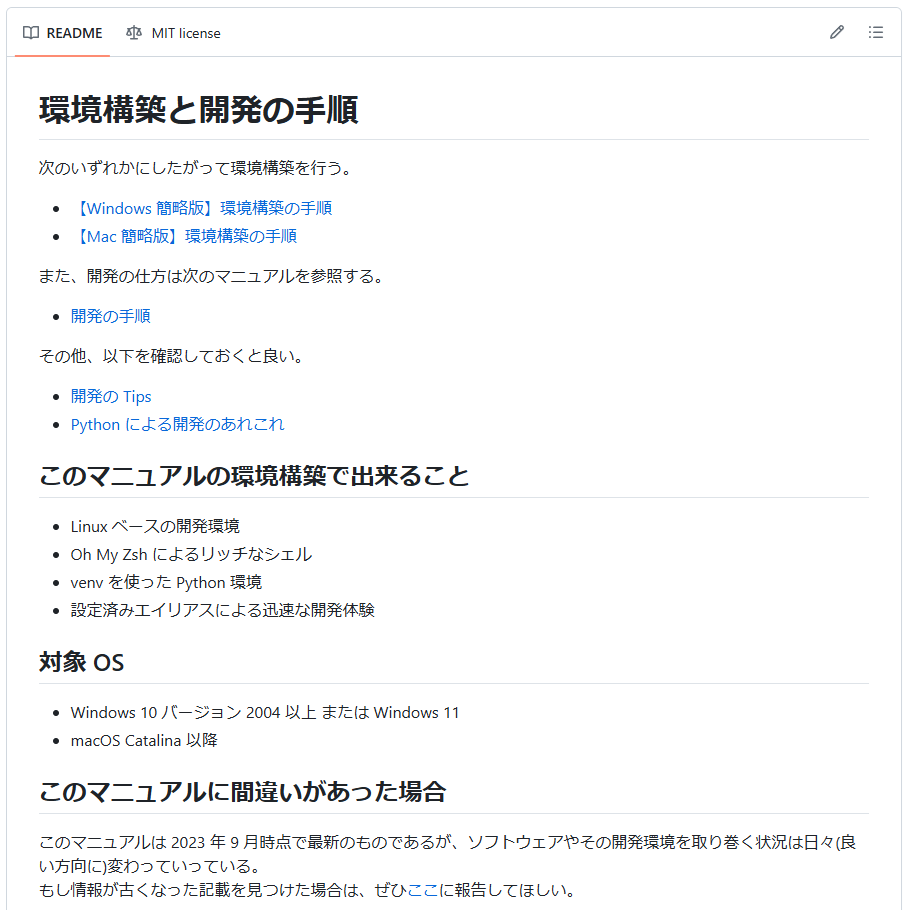 README
MIT license
環境構築と開発の手順
次のいずれかにしたがって環境構築を行う。
【Windows 簡略版】環境構築の手順
【Mac 簡略版】環境構築の手順
また、開発の仕方は次のマニュアルを参照する。
開発の手順
その他、以下を確認しておくと良い。
開発の Tips
Python による開発のあれこれ
このマニュアルの環境構築で出来ること
Linux ベースの開発環境
Oh My Zsh によるリッチなシェル
venv を使った Python 環境
設定済みエイリアスによる迅速な開発体験
対象 OS
Windows 10 バージョン 2004 以上 または Windows 11
macOS Catalina 以降
このマニュアルに間違いがあった場合
このマニュアルは 2023 年 9 月時点で最新のものであるが、ソフトウェアやその開発環境を取り巻く状況は日々(良
い方向に)変わっていっている。
もし情報が古くなった記載を見つけた場合は、ぜひここに報告してほしい。